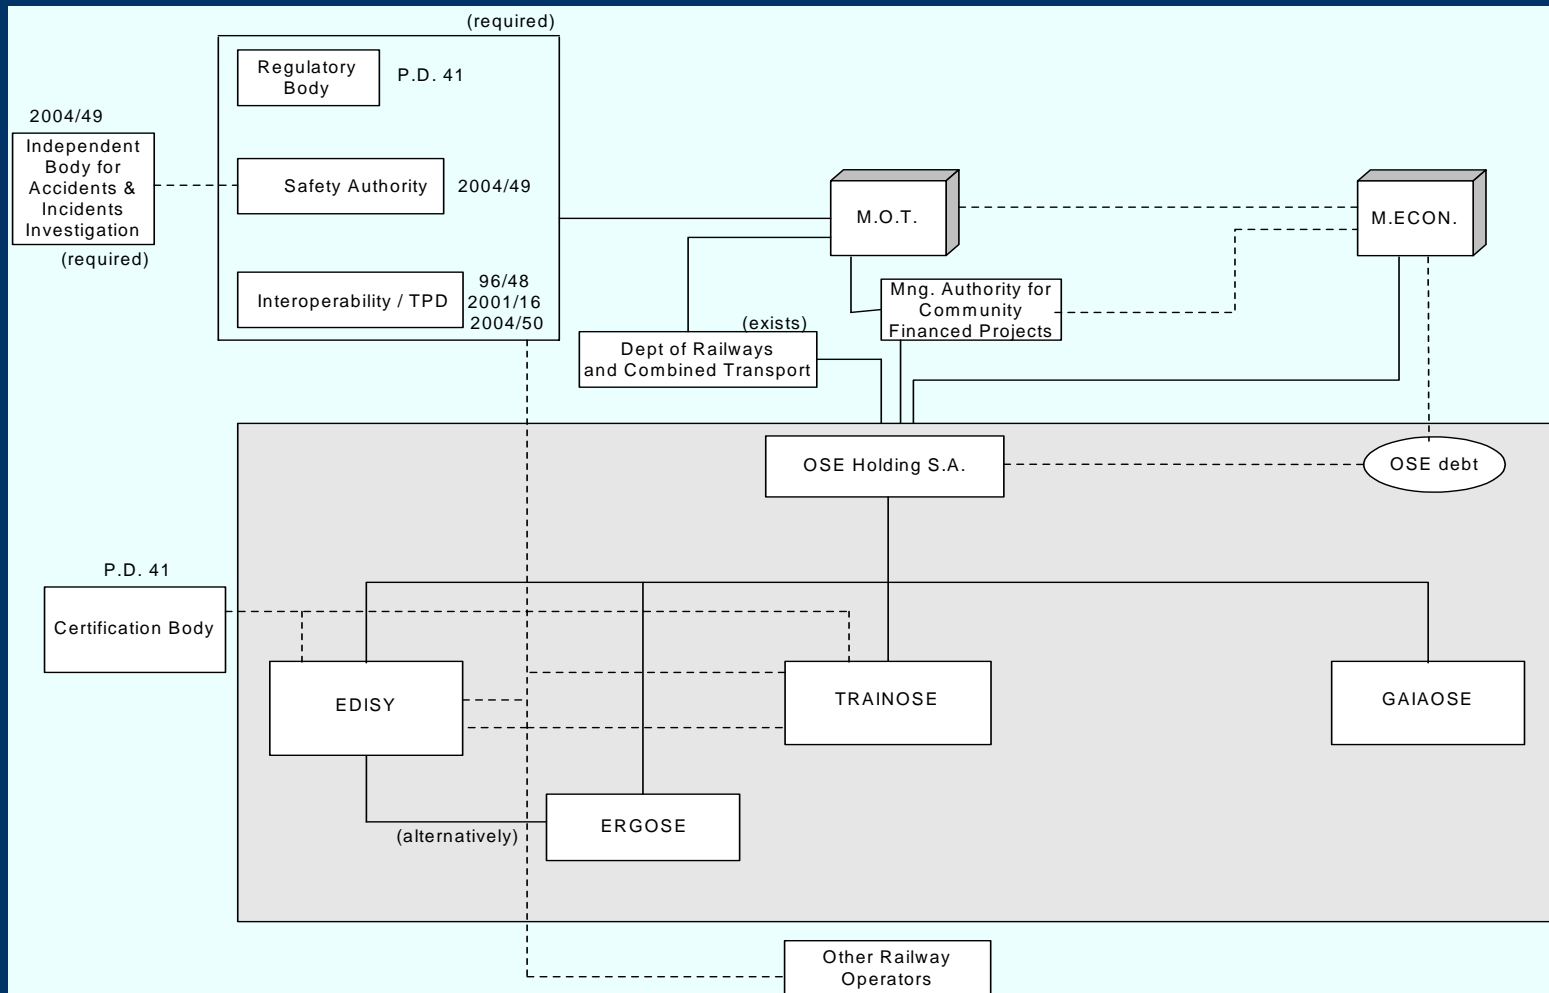 (required)
Regulatory
Body
P.D. 41
2004/49
Independent
Body for
Accidents &
Incidents
Investigation
(required)
Safety Authority
2004/49
Interoperability / TPD
96/48
2001/16
2004/50
M.O.T.
M.ECON.
Mng. Authority for
Community
Financed Projects
(exists)
Dept of Railways
and Combined Transport
OSE Holding S.A.
OSE debt
P.D. 41
Certification Body
EDISY
TRAINOSE
GAIAOSE
ERGOSE
(alternatively)
Other Railway
Operators